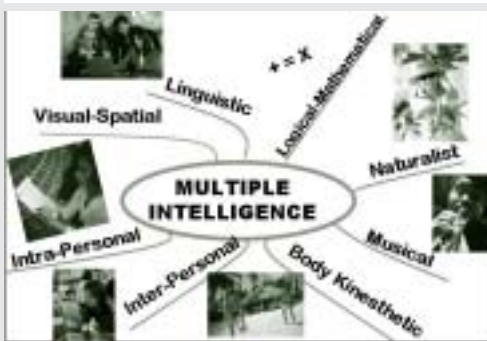 Linguistic
+ = x
Logical-Mathematical
Visual-Spatial
Naturalist
MULTIPLE
INTELLIGENCE
Intra-Personal
Inter-Personal
Body Kinesthetic
Musical